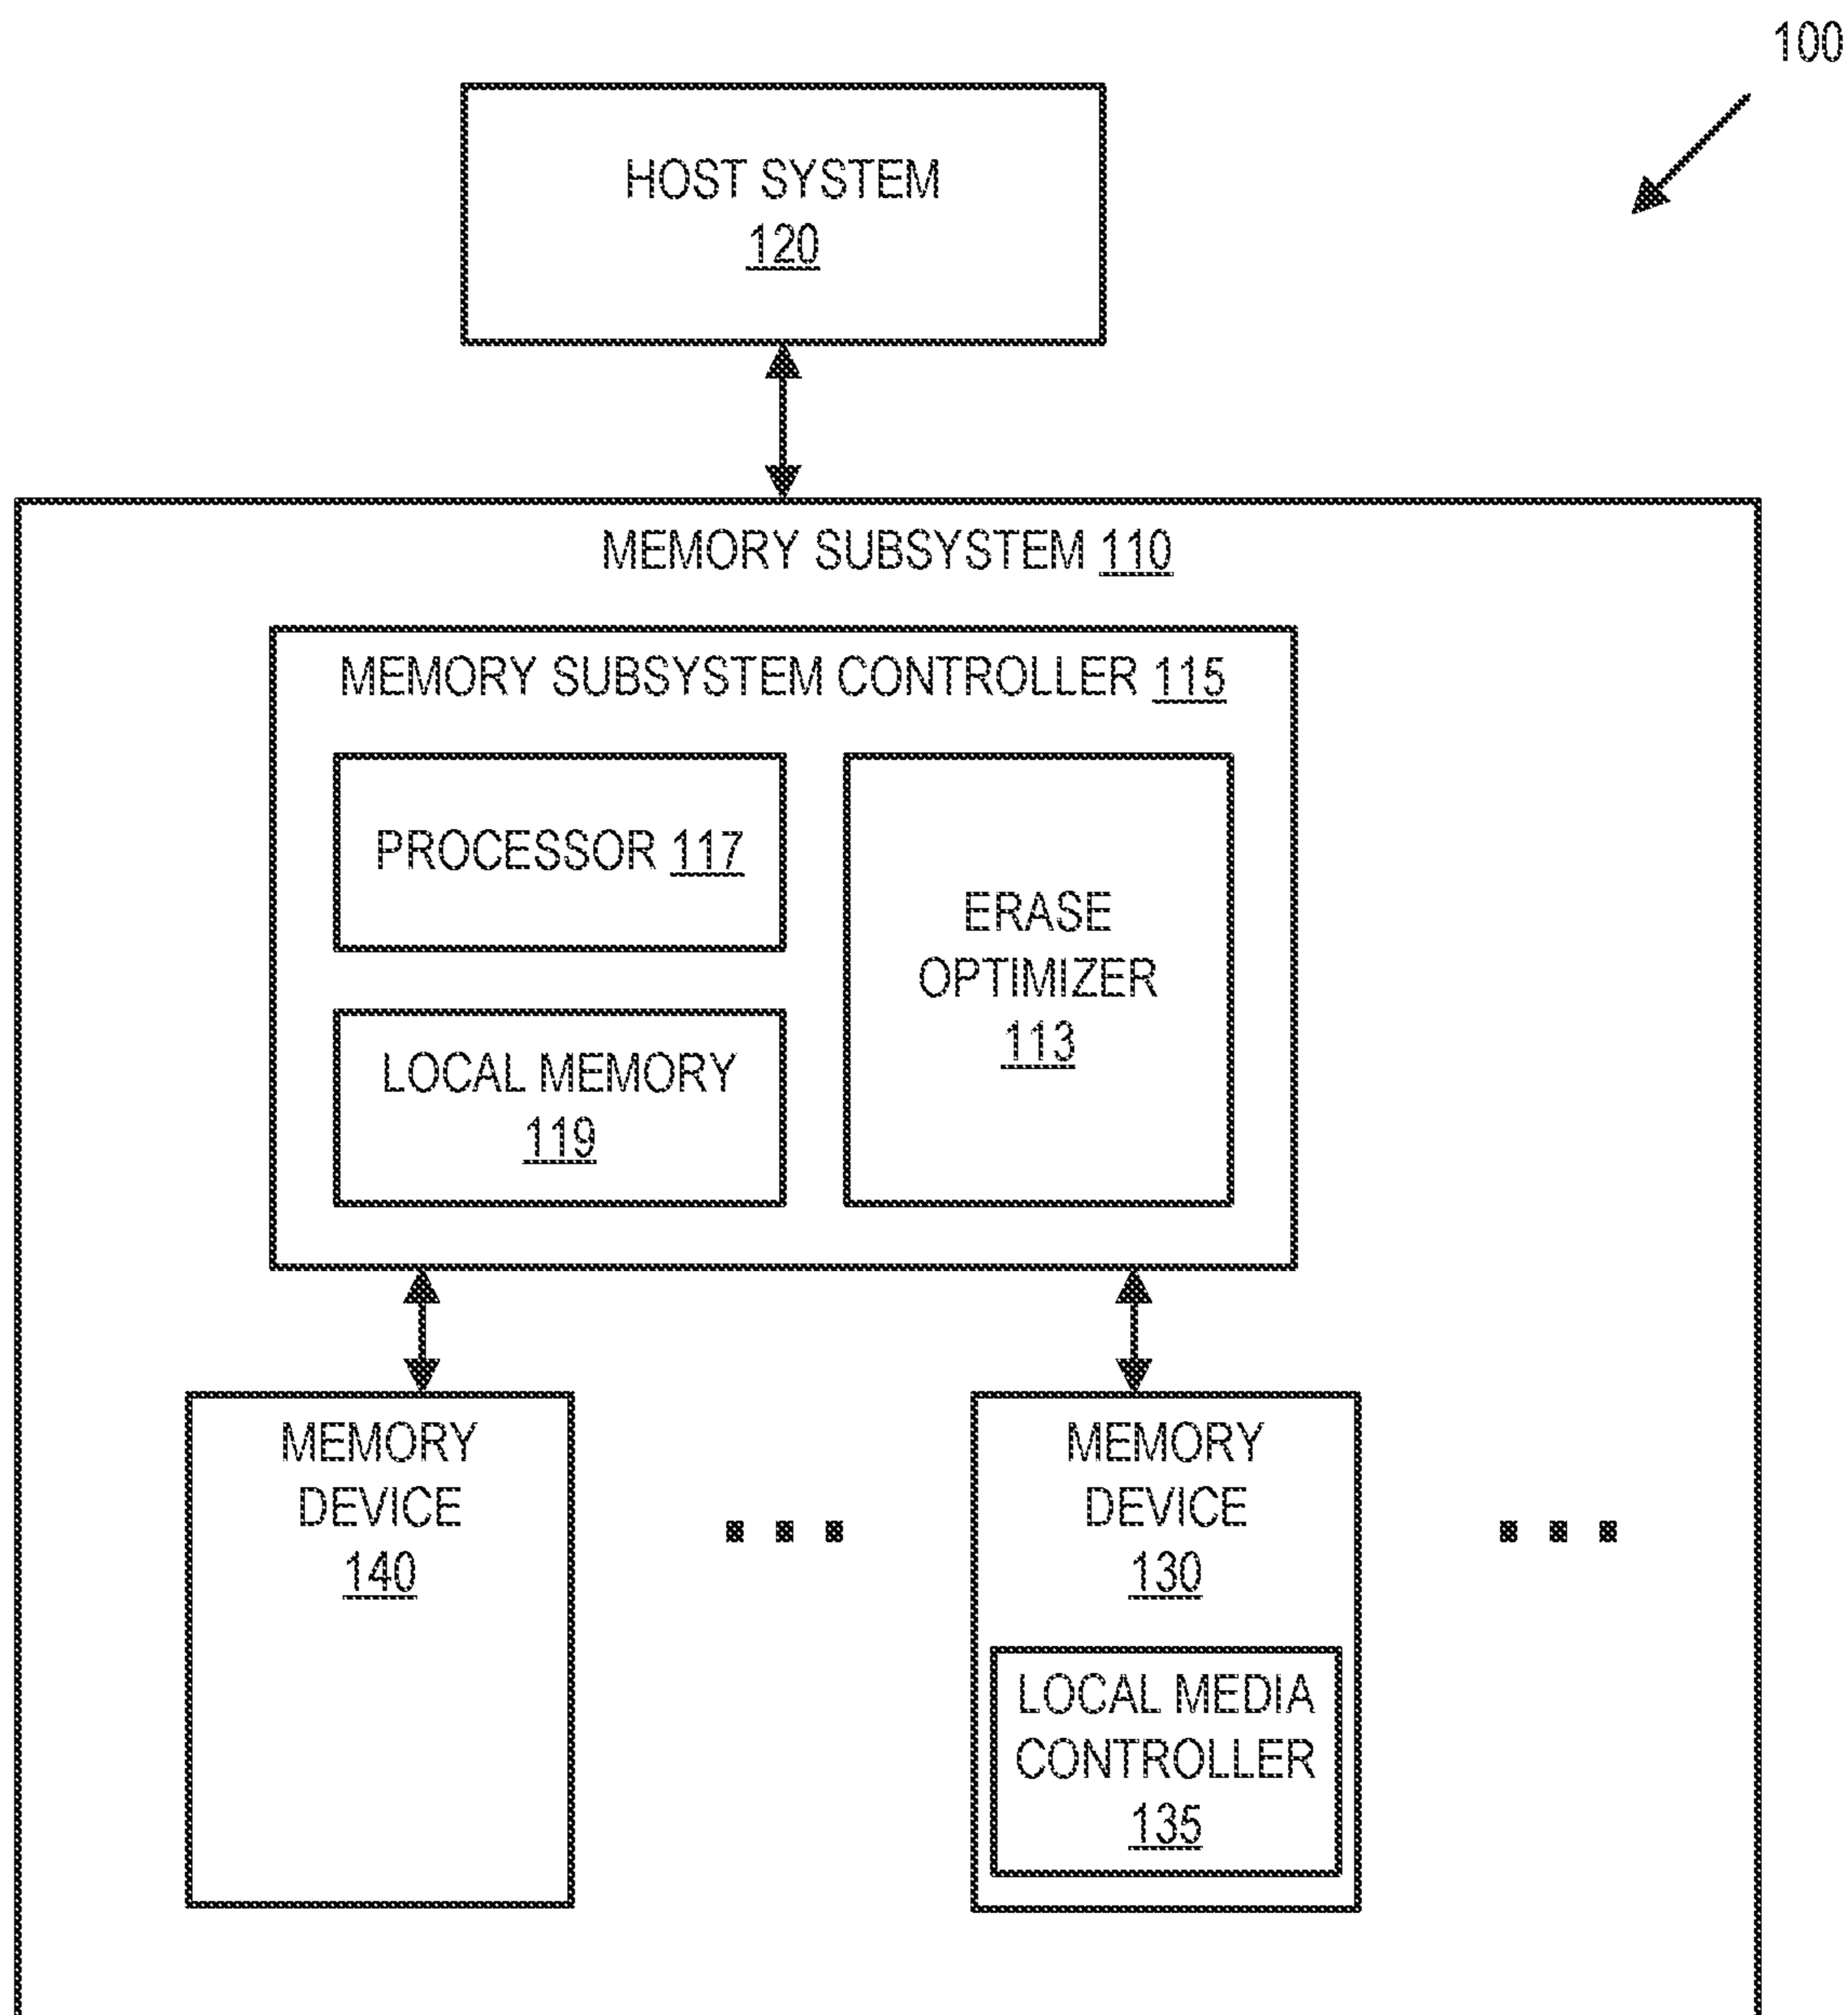 100
HOST SYSTEM
120
MEMORY SUBSYSTEM 110
MEMORY SUBSYSTEM CONTROLLER 115
PROCESSOR 117
ERASE
OPTIMIZER
113
LOCAL MEMORY
119
MEMORY
DEVICE
140
MEMORY
DEVICE
130
LOCAL MEDIA
CONTROLLER
135